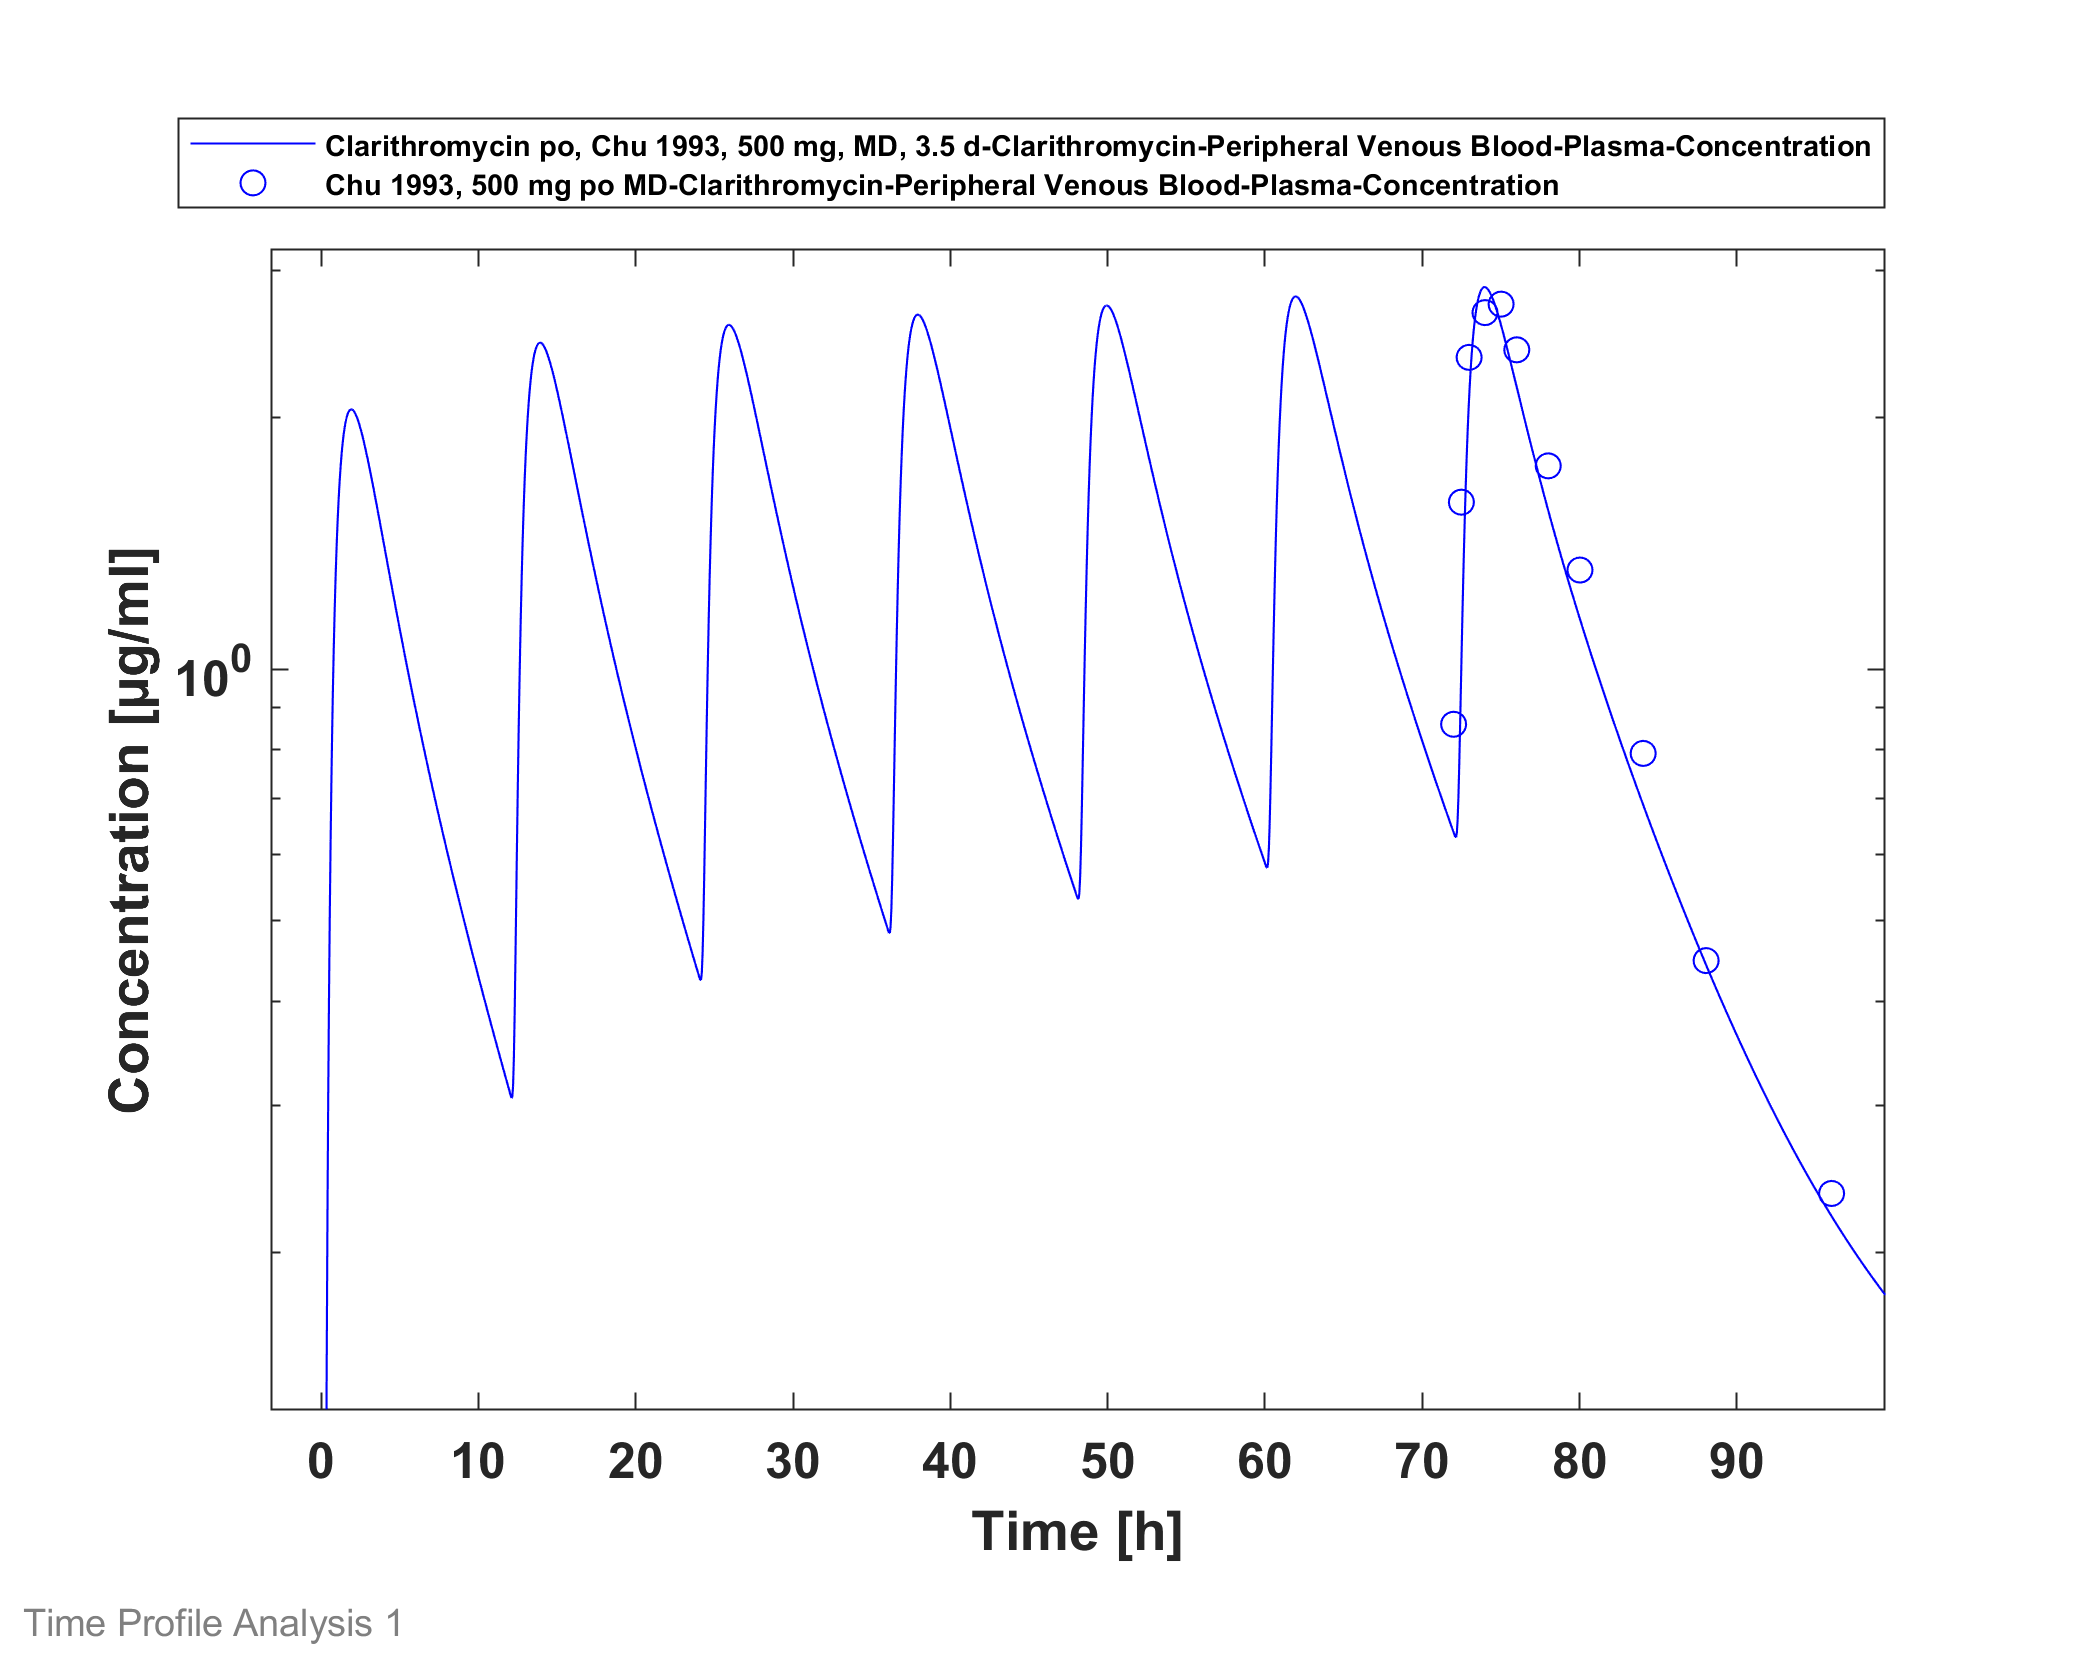 Clarithromycin po, Chu 1993, 500 mg, MD, 3.5 d-Clarithromycin-Peripheral Venous Blood-Plasma-Concentration
Chu 1993, 500 mg po MD-Clarithromycin-Peripheral Venous Blood-Plasma-Concentration
Concentration [µg/ml]
10⁰
0 10 20 30 40 50 60 70 80 90
Time [h]
Time Profile Analysis 1